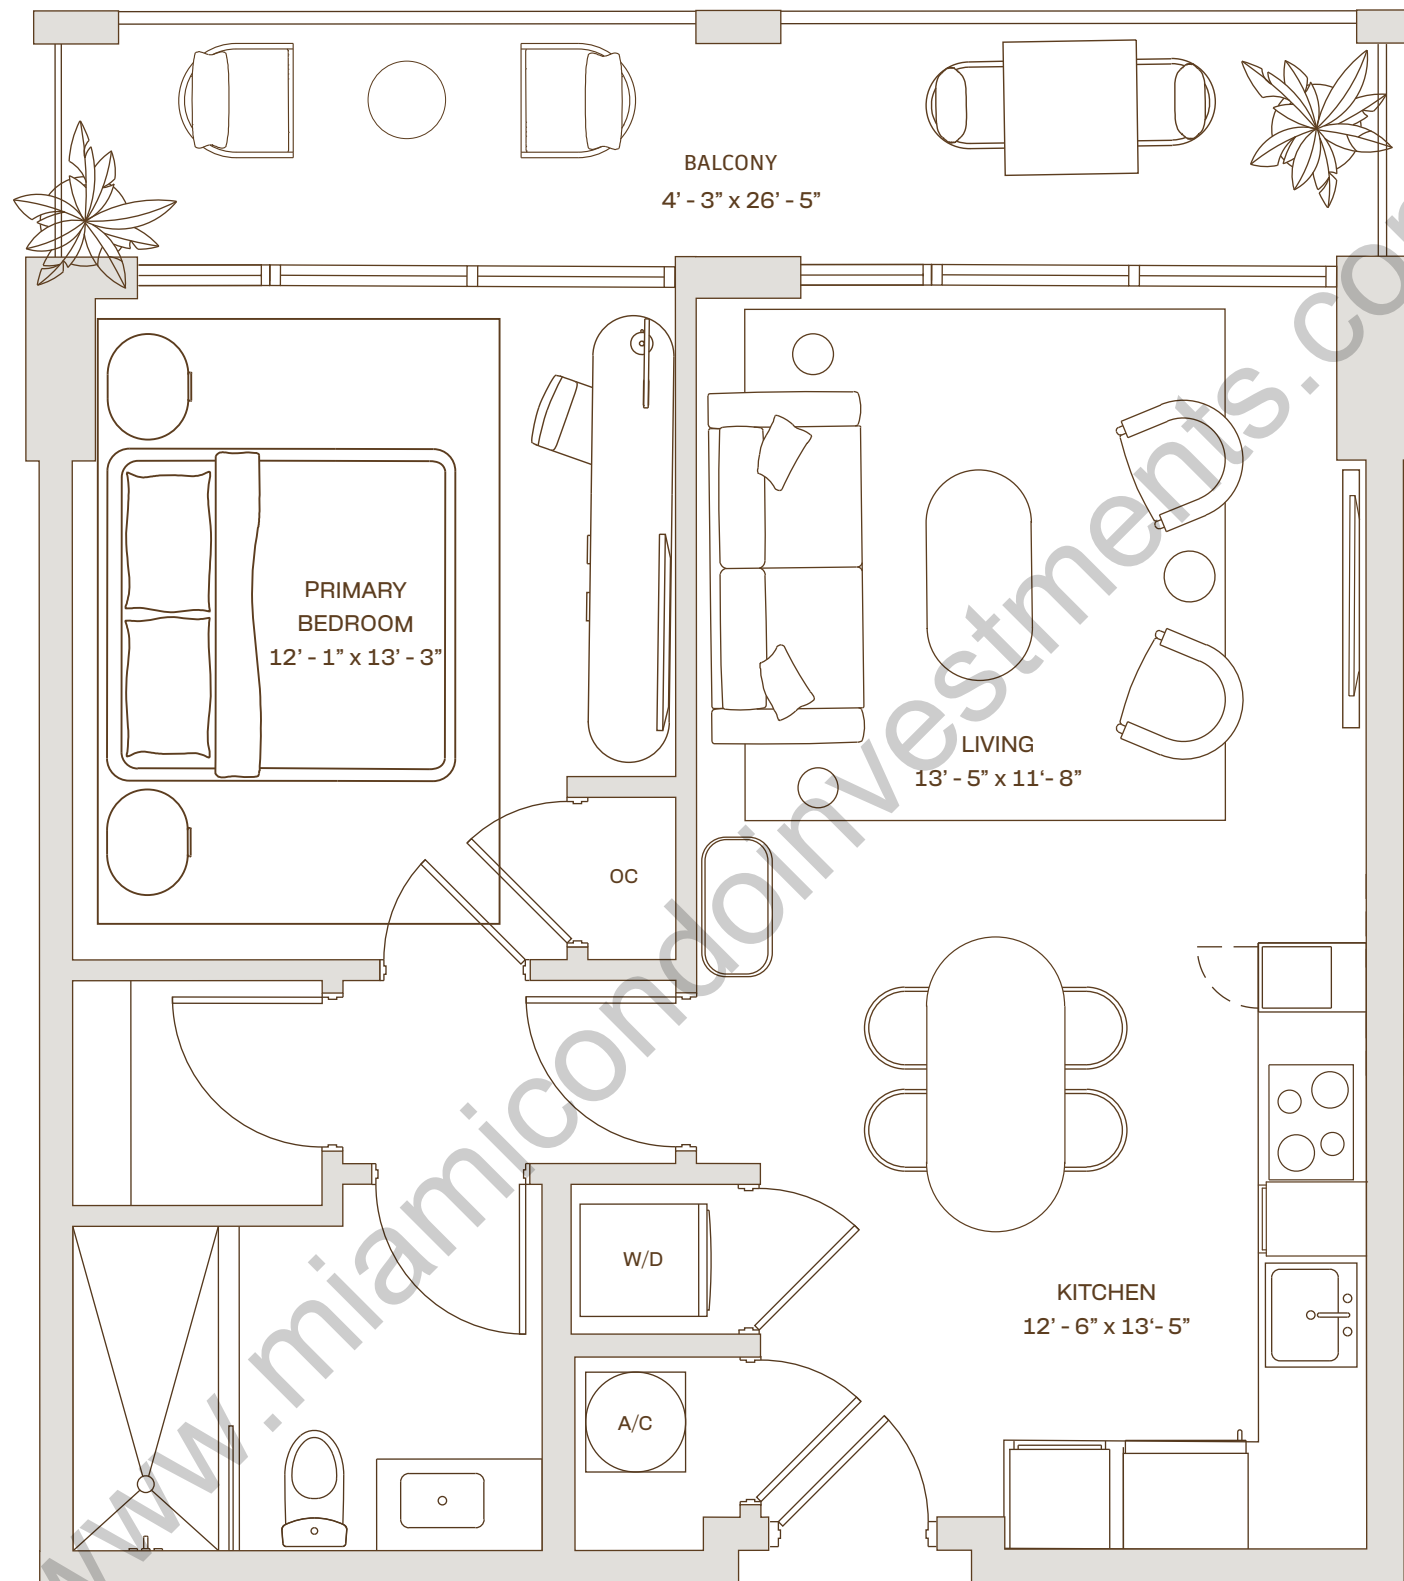 BALCONY
4’ - 3” x 26’ - 5”
PRIMARY
BEDROOM
12’ - 1” x 13’ - 3”
LIVING
13’ - 5” x 11‘- 8”
OC
W/D
KITCHEN
12’ - 6” x 13‘- 5”
A/C
www.miamicondoinvestments.com